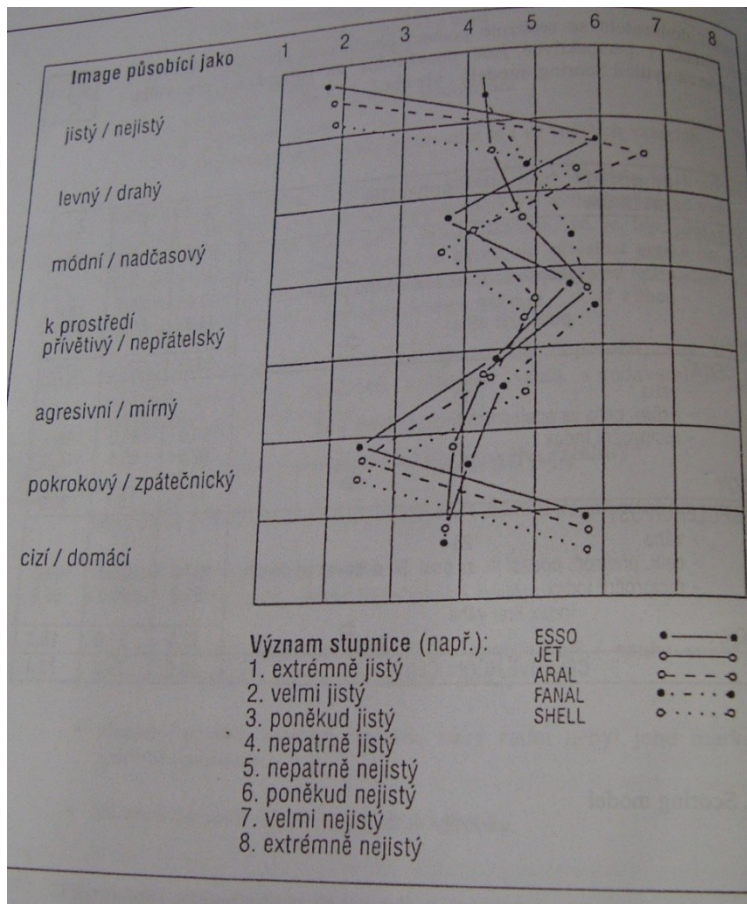 1 2 3 4 5 6 7 8
Image působící jako
jistý / nejistý
levný / drahý
módní / nadčasový
k prostředí
přívětivý / nepřátelský
agresivní / mírný
pokrokový / zpátečnický
cizí / domácí
Význam stupnice (např.):
1. extrémně jistý
2. velmi jistý
3. poněkud jistý
4. nepatrně jistý
5. nepatrně nejistý
6. poněkud nejistý
7. velmi nejistý
8. extrémně nejistý
ESSO
JET
ARAL
FANAL
SHELL
Scoring model